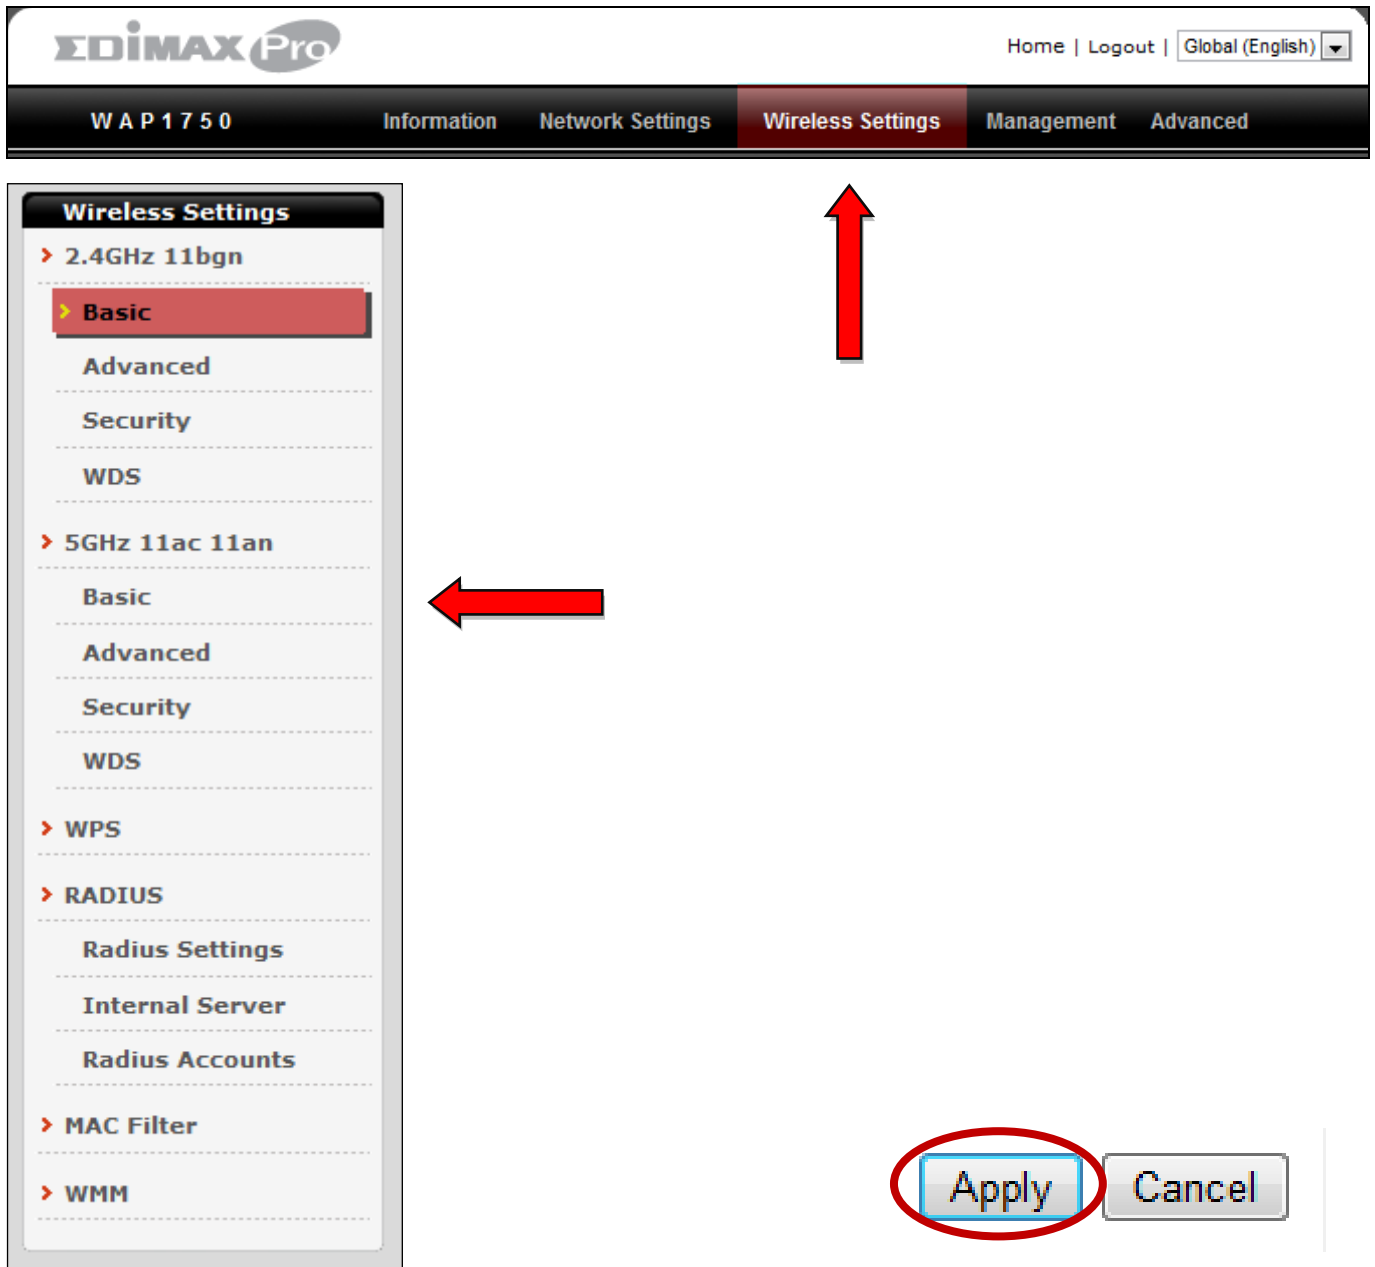 EDiMAX Pro
Home | Logout | Global (English)
WAP1750 Information Network Settings Wireless Settings Management Advanced
Wireless Settings
2.4GHz 11bgn
Basic
Advanced
Security
WDS
5GHz 11ac 11an
Basic
Advanced
Security
WDS
WPS
RADIUS
Radius Settings
Internal Server
Radius Accounts
MAC Filter
WMM
Apply Cancel